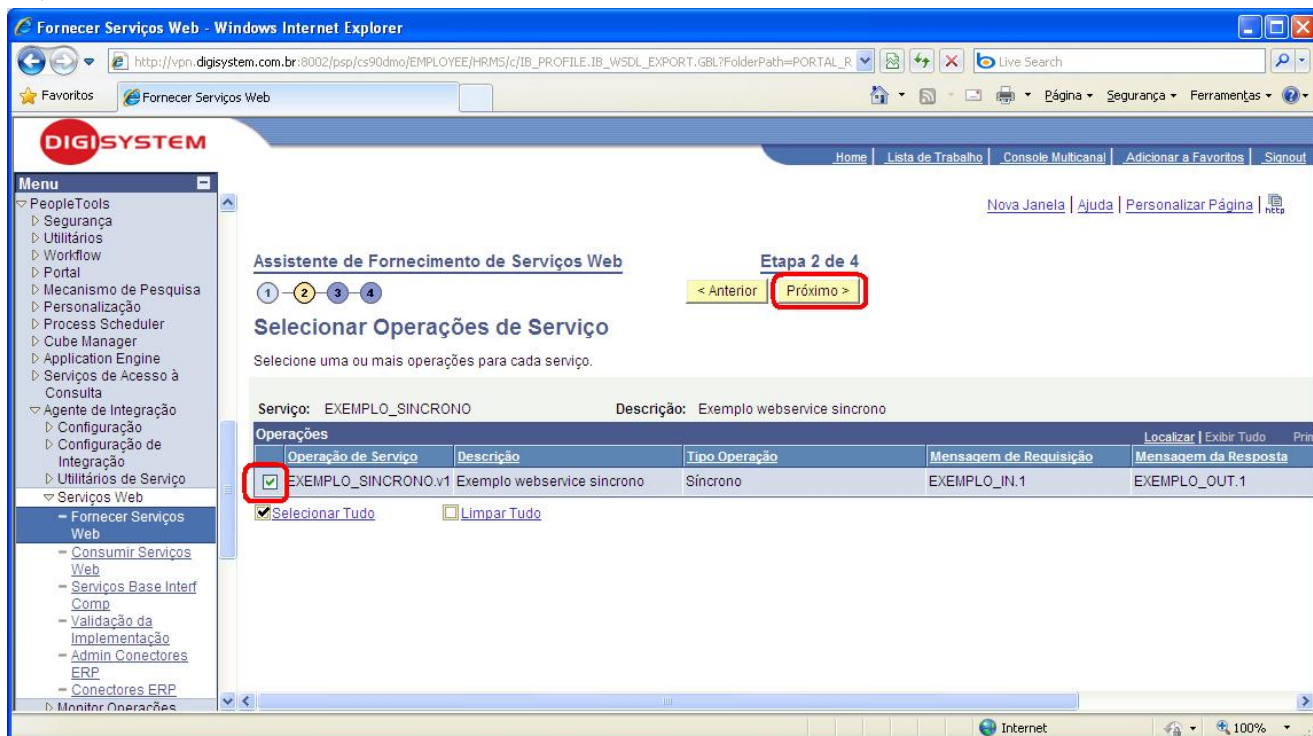 Fornecer Serviços Web - Windows Internet Explorer
http://vpn.digisystem.com.br:8002/psp/cs90dmo/EMPLOYEE/HRMS/c/IB_PROFILE.IB_WSDL_EXPORT.GBL?FolderPath=PORTAL_R
Live Search
Favoritos
Fornecer Serviços Web
Página
Segurança
Ferramentas
DIGISYSTEM
Home
Lista de Trabalho
Console Multicanal
Adicionar a Favoritos
Signout
Menu
PeopleTools
Segurança
Utilitários
Workflow
Portal
Mecanismo de Pesquisa
Personalização
Process Scheduler
Cube Manager
Application Engine
Serviços de Acesso à
Consulta
Agente de Integração
Configuração
Configuração de
Integração
Utilitários de Serviço
Serviços Web
Fornecer Serviços
Web
Consumir Serviços
Web
Serviços Base Interf
Comp
Validação da
Implementação
Admin Conectores
ERP
Conectores ERP
Monitor Operações
Nova Janela | Ajuda | Personalizar Página |
http
Assistente de Fornecimento de Serviços Web
Etapa 2 de 4
1 2 3 4
< Anterior
Próximo >
Selecionar Operações de Serviço
Selecione uma ou mais operações para cada serviço.
Serviço: EXEMPLO_SINCRONO
Descrição: Exemplo webservice sincrono
Operações
Localizar | Exibir Tudo
Prin
Operação de Serviço
Descrição
Tipo Operação
Mensagem de Requisição
Mensagem da Resposta
EXEMPLO_SINCRONO.v1
Exemplo webservice sincrono
Síncrono
EXEMPLO_IN.1
EXEMPLO_OUT.1
Selecionar Tudo
Limpar Tudo
Internet
100%